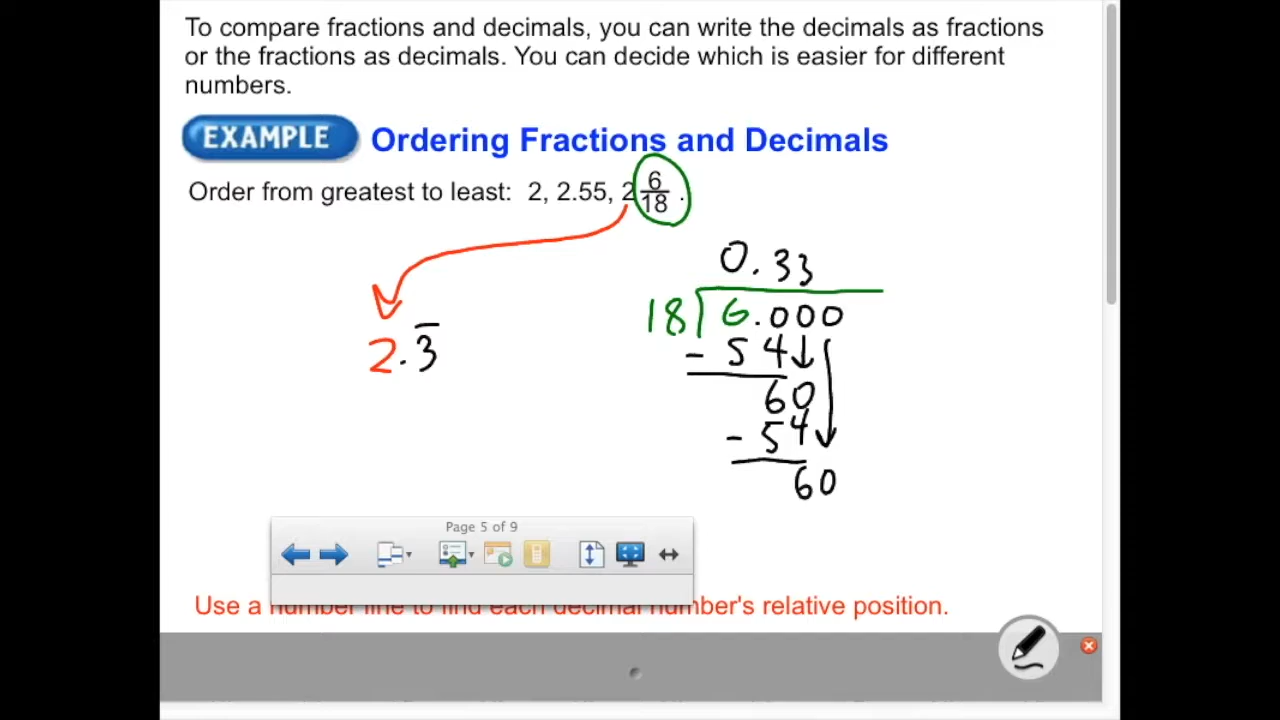 To compare fractions and decimals, you can write the decimals as fractions
or the fractions as decimals. You can decide which is easier for different
numbers.
EXAMPLE Ordering Fractions and Decimals
Order from greatest to least: 2, 2.55, 2 6/18 .
0.33
18 6.000
2.3̅
- 54
60
- 54
60
Page 5 of 9
Use a number line to find each decimal number's relative position.